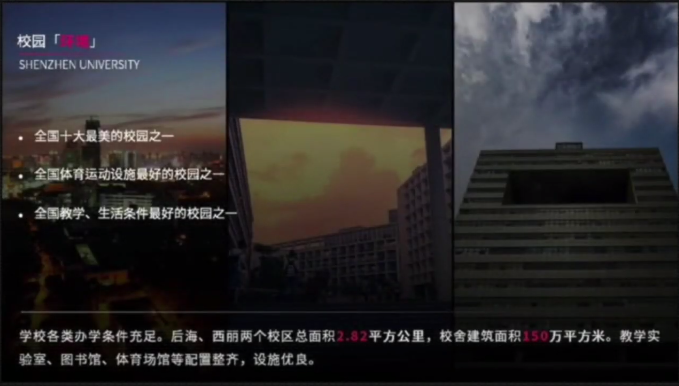 校园「环境」
SHENZHEN UNIVERSITY
• 全国十大最美的校园之一
• 全国体育运动设施最好的校园之一
• 全国教学、生活条件最好的校园之一
学校各类办学条件充足。后海、西丽两个校区总面积2.82平方公里，校舍建筑面积150万平方米。教学实
验室、图书馆、体育场馆等配置整齐，设施优良。